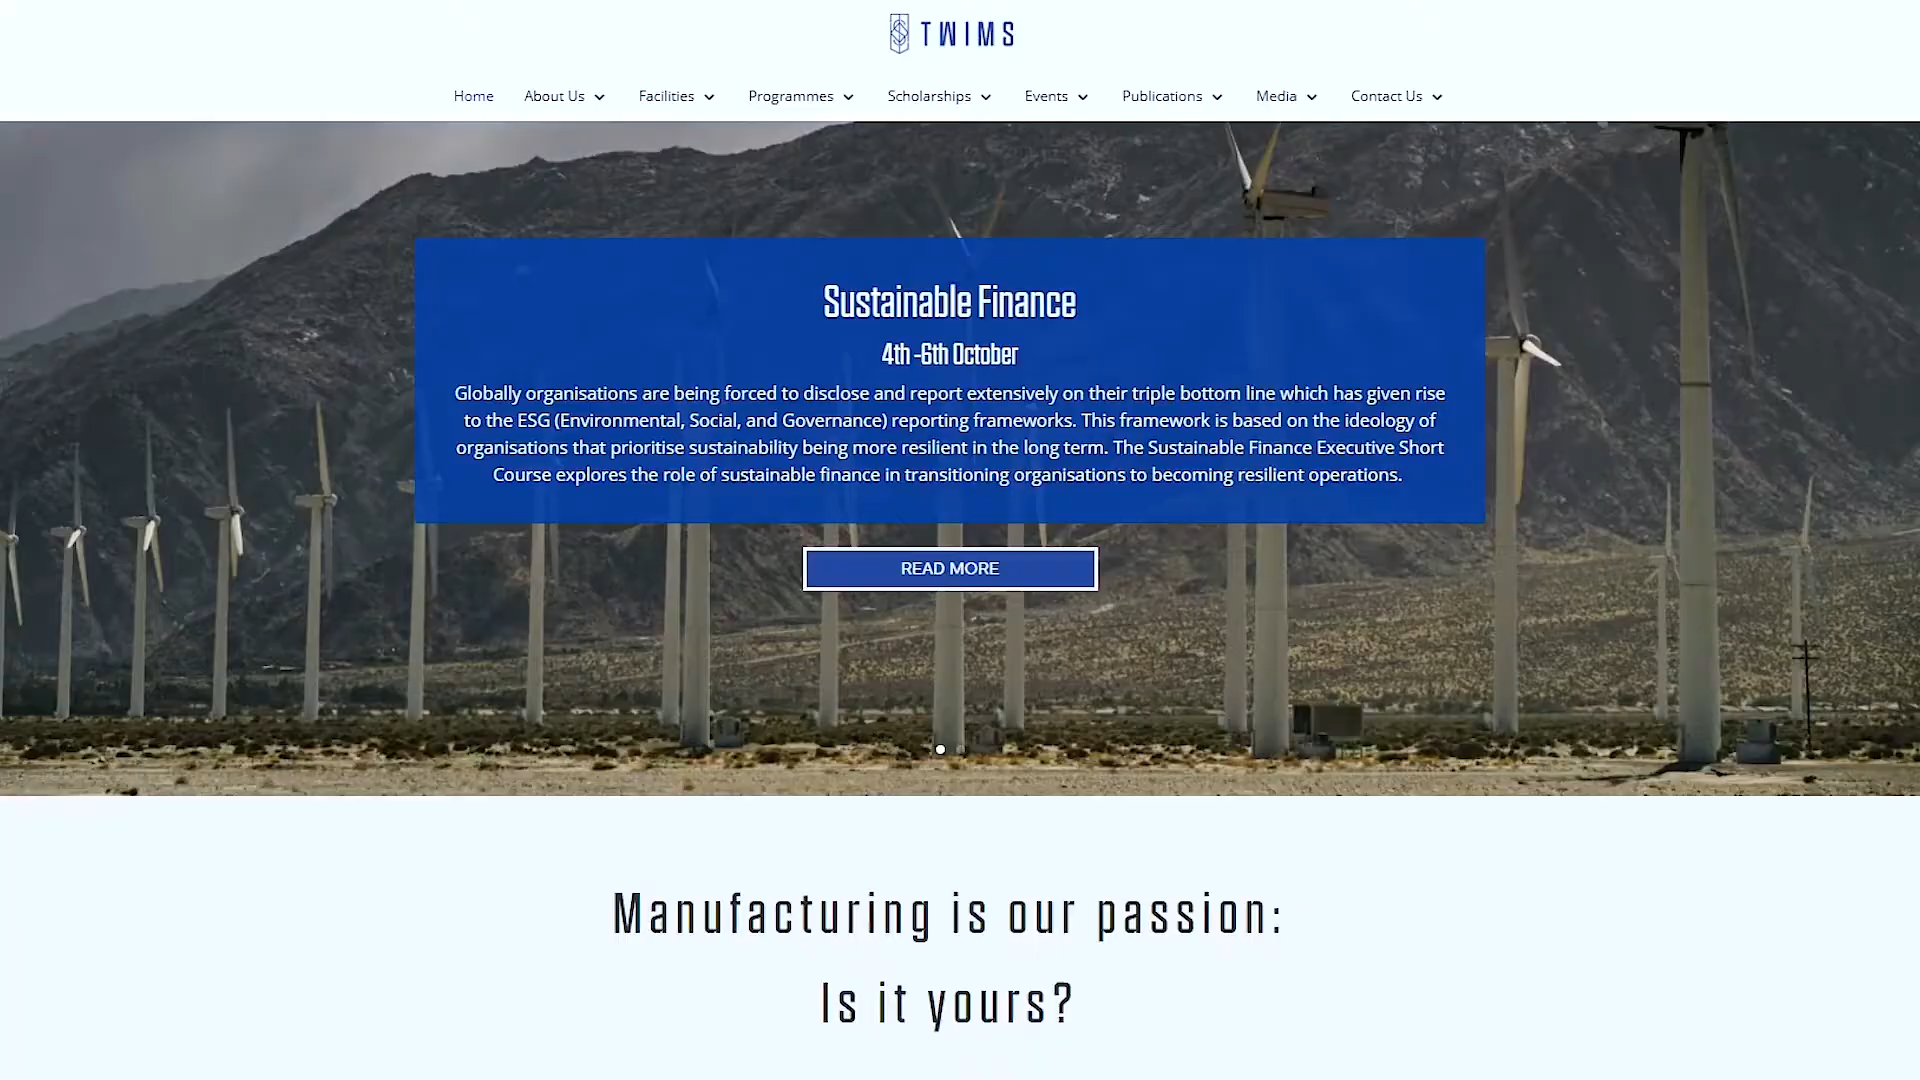 TWIMS
Home About Us Facilities Programmes Scholarships Events Publications Media Contact Us
Sustainable Finance
4th -6th October
Globally organisations are being forced to disclose and report extensively on their triple bottom line which has given rise
to the ESG (Environmental, Social, and Governance) reporting frameworks. This framework is based on the ideology of
organisations that prioritise sustainability being more resilient in the long term. The Sustainable Finance Executive Short
Course explores the role of sustainable finance in transitioning organisations to becoming resilient operations.
READ MORE
Manufacturing is our passion:
Is it yours?